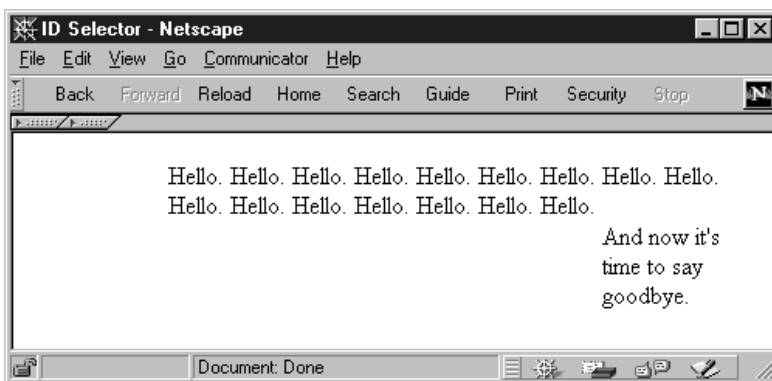 ID Selector - Netscape
File Edit View Go Communicator Help
Back Forward Reload Home Search Guide Print Security Stop N
Hello. Hello. Hello. Hello. Hello. Hello. Hello. Hello. Hello.
Hello. Hello. Hello. Hello. Hello. Hello. Hello.
And now it's
time to say
goodbye.
Document: Done